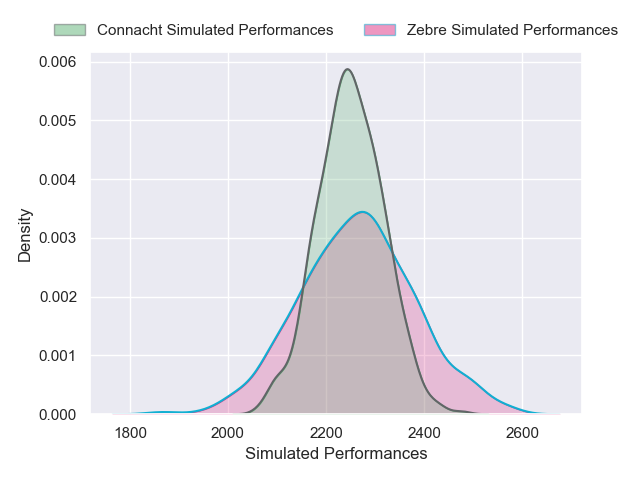 Connacht Simulated Performances Zebre Simulated Performances
0.006
0.005
0.004
0.003
0.002
0.001
0.000
Density
1800 2000 2200 2400 2600
Simulated Performances